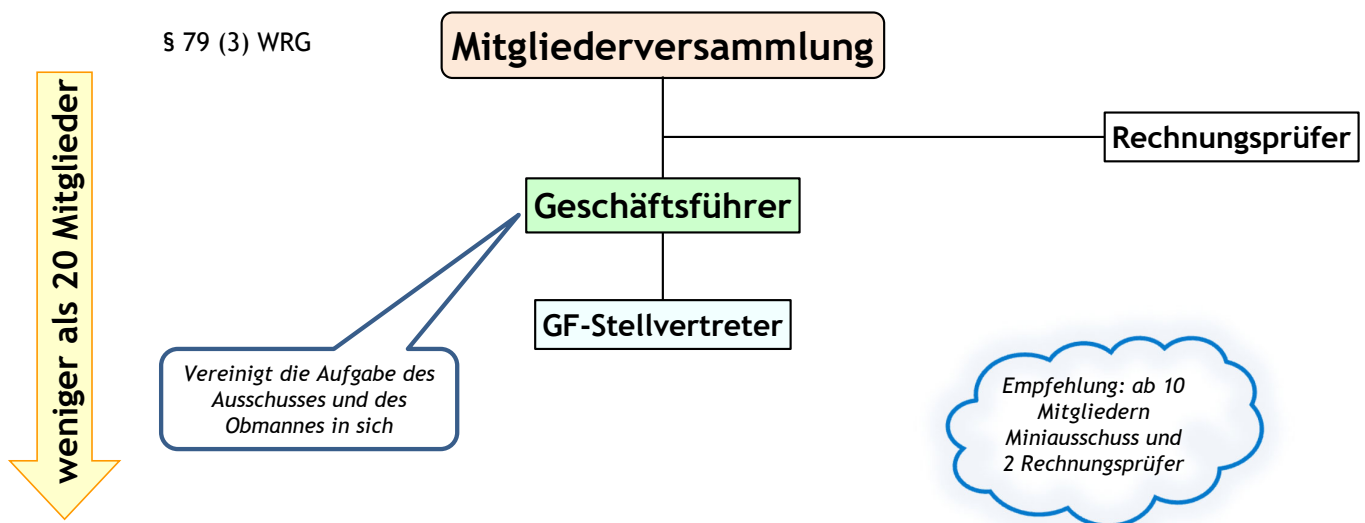 § 79 (3) WRG
Mitgliederversammlung
weniger als 20 Mitglieder
Rechnungsprüfer
Geschäftsführer
GF-Stellvertreter
Vereinigt die Aufgabe des
Ausschusses und des
Obmannes in sich
Empfehlung: ab 10
Mitgliedern
Miniausschuss und
2 Rechnungsprüfer